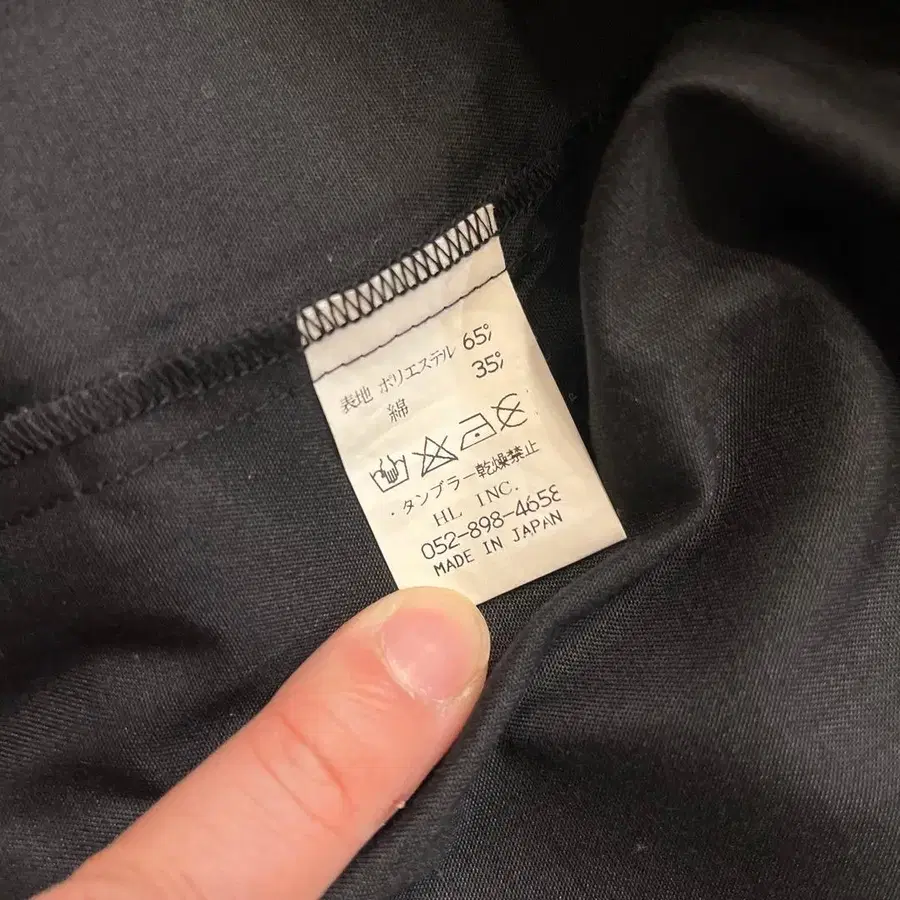 表地 ポリエステル 65%
綿 35%
・タンブラー乾燥禁止
HL INC.
052-898-4658
MADE IN JAPAN